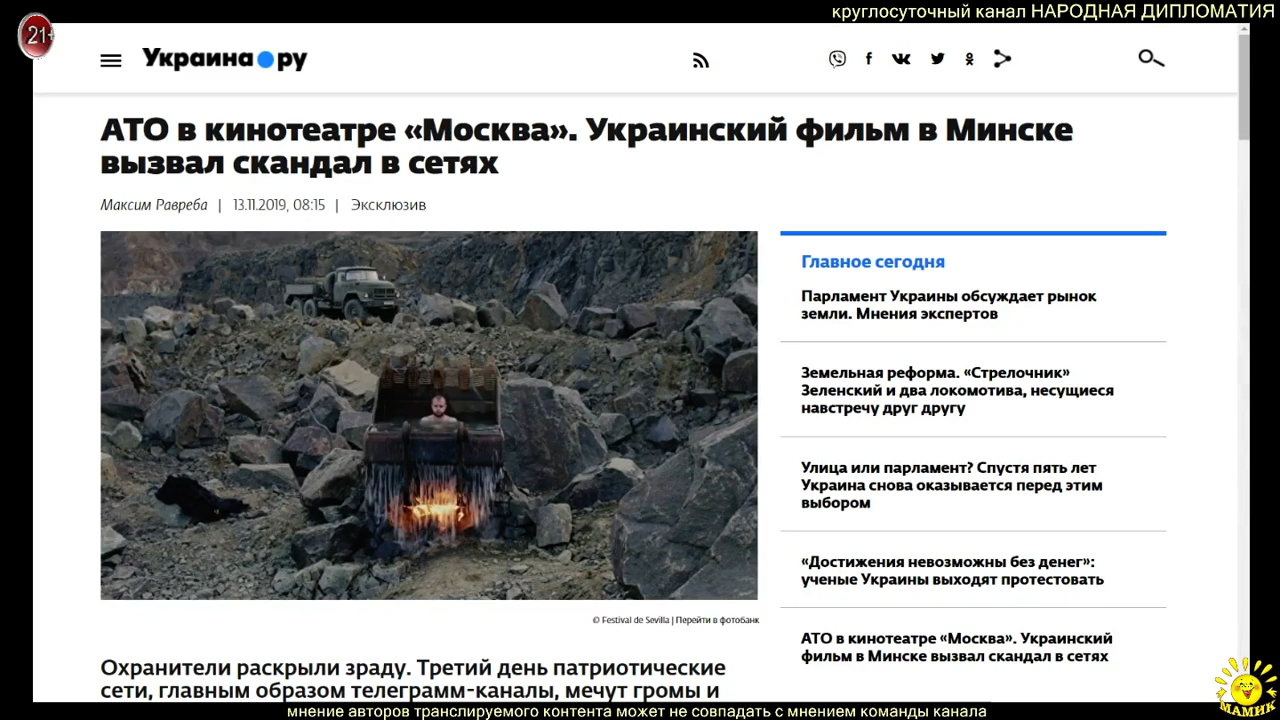 круглосуточный канал НАРОДНАЯ ДИПЛОМАТИЯ
21+
Украина ру
f
АТО в кинотеатре «Москва». Украинский фильм в Минске
вызвал скандал в сетях
Максим Равреба | 13.11.2019, 08:15 | Эксклюзив
Главное сегодня
Парламент Украины обсуждает рынок
земли. Мнения экспертов
Земельная реформа. «Стрелочник»
Зеленский и два локомотива, несущиеся
навстречу друг другу
Улица или парламент? Спустя пять лет
Украина снова оказывается перед этим
выбором
«Достижения невозможны без денег»:
ученые Украины выходят протестовать
АТО в кинотеатре «Москва». Украинский
фильм в Минске вызвал скандал в сетях
© Festival de Sevilla | Перейти в фотобанк
Охранители раскрыли зраду. Третий день патриотические
сети, главным образом телеграмм-каналы, мечут громы и
МАМИК
мнение авторов транслируемого контента может не совпадать с мнением команды канала